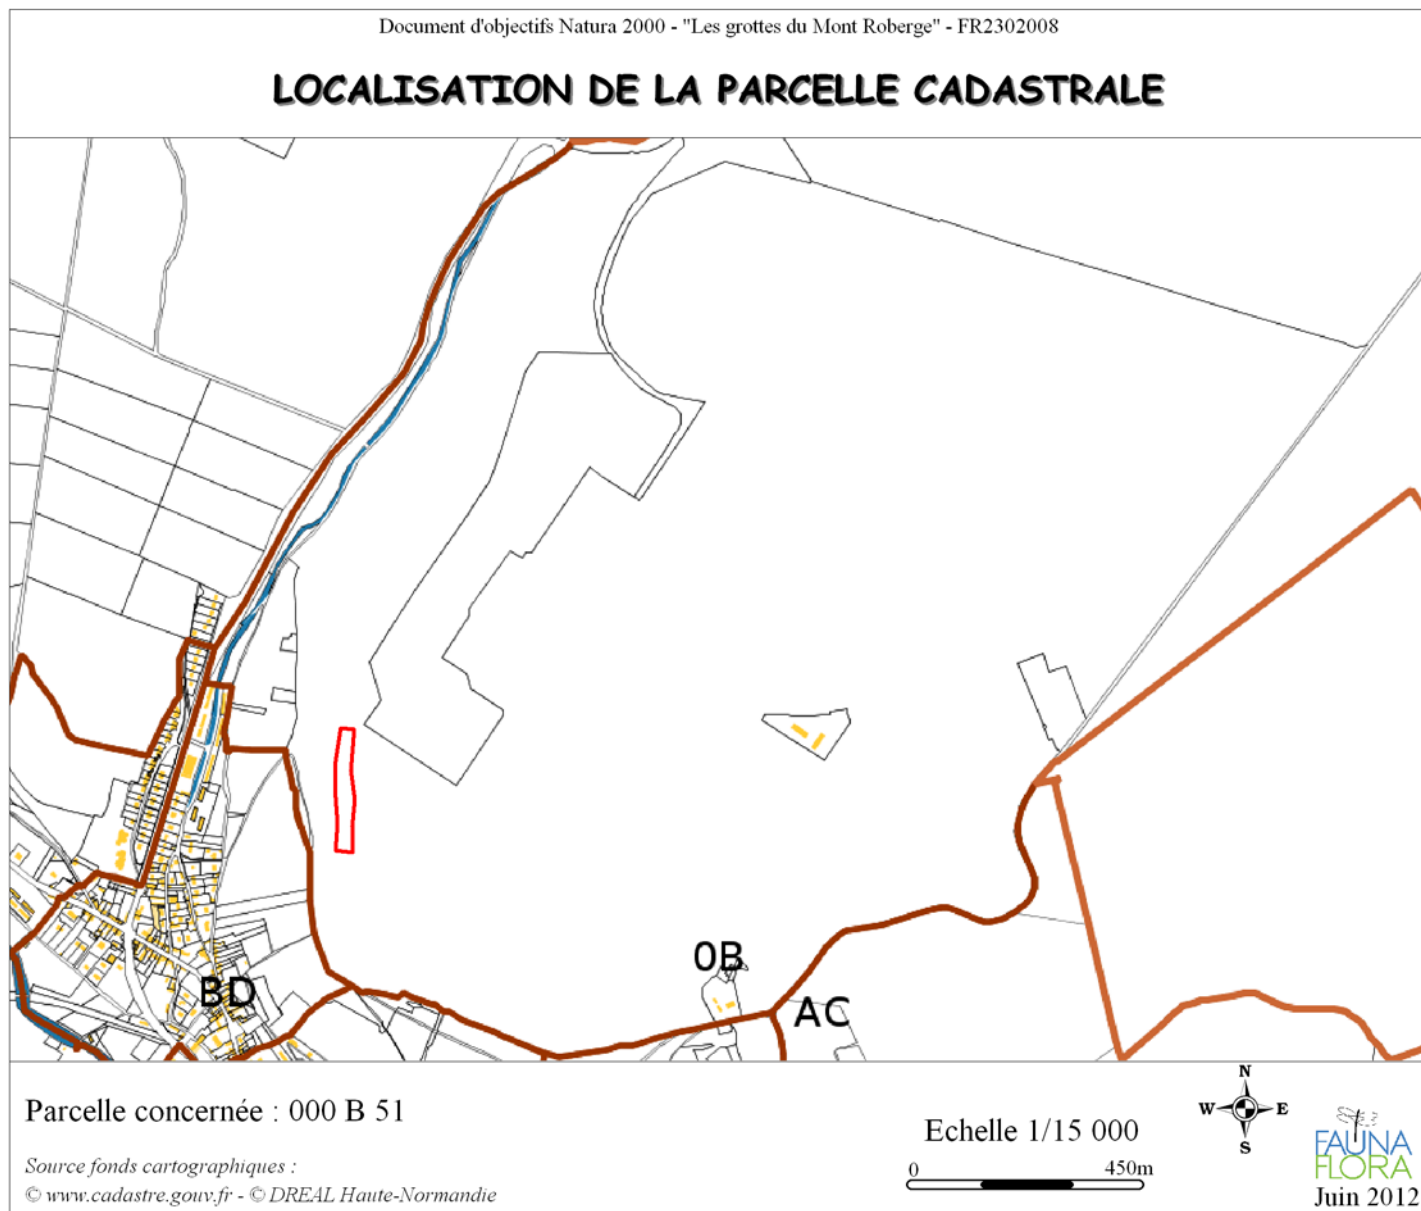 Document d'objectifs Natura 2000 - "Les grottes du Mont Roberge" - FR2302008
LOCALISATION DE LA PARCELLE CADASTRALE
0B
BD
AC
Parcelle concernée : 000 B 51
Source fonds cartographiques :
© www.cadastre.gouv.fr - © DREAL Haute-Normandie
Echelle 1/15 000
0 450m
N
W E
S
FAUNA
FLORA
Juin 2012